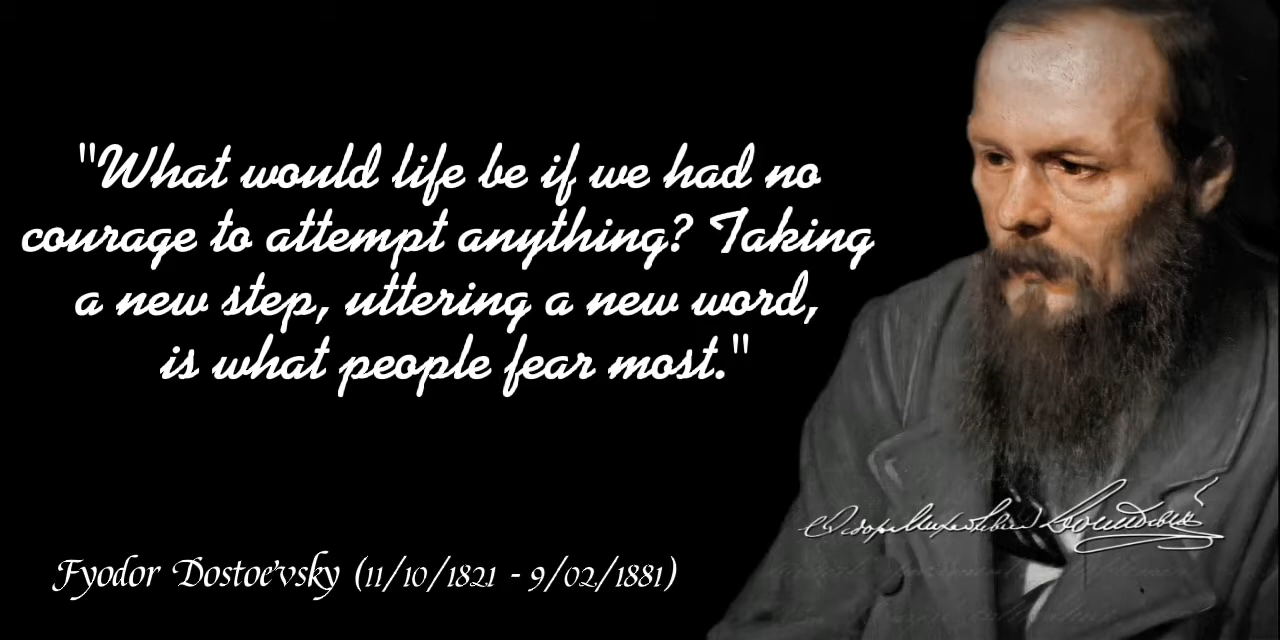 "What would life be if we had no
courage to attempt anything? Taking
a new step, uttering a new word,
is what people fear most."
Fyodor Dostoevsky (11/10/1821 - 9/02/1881)